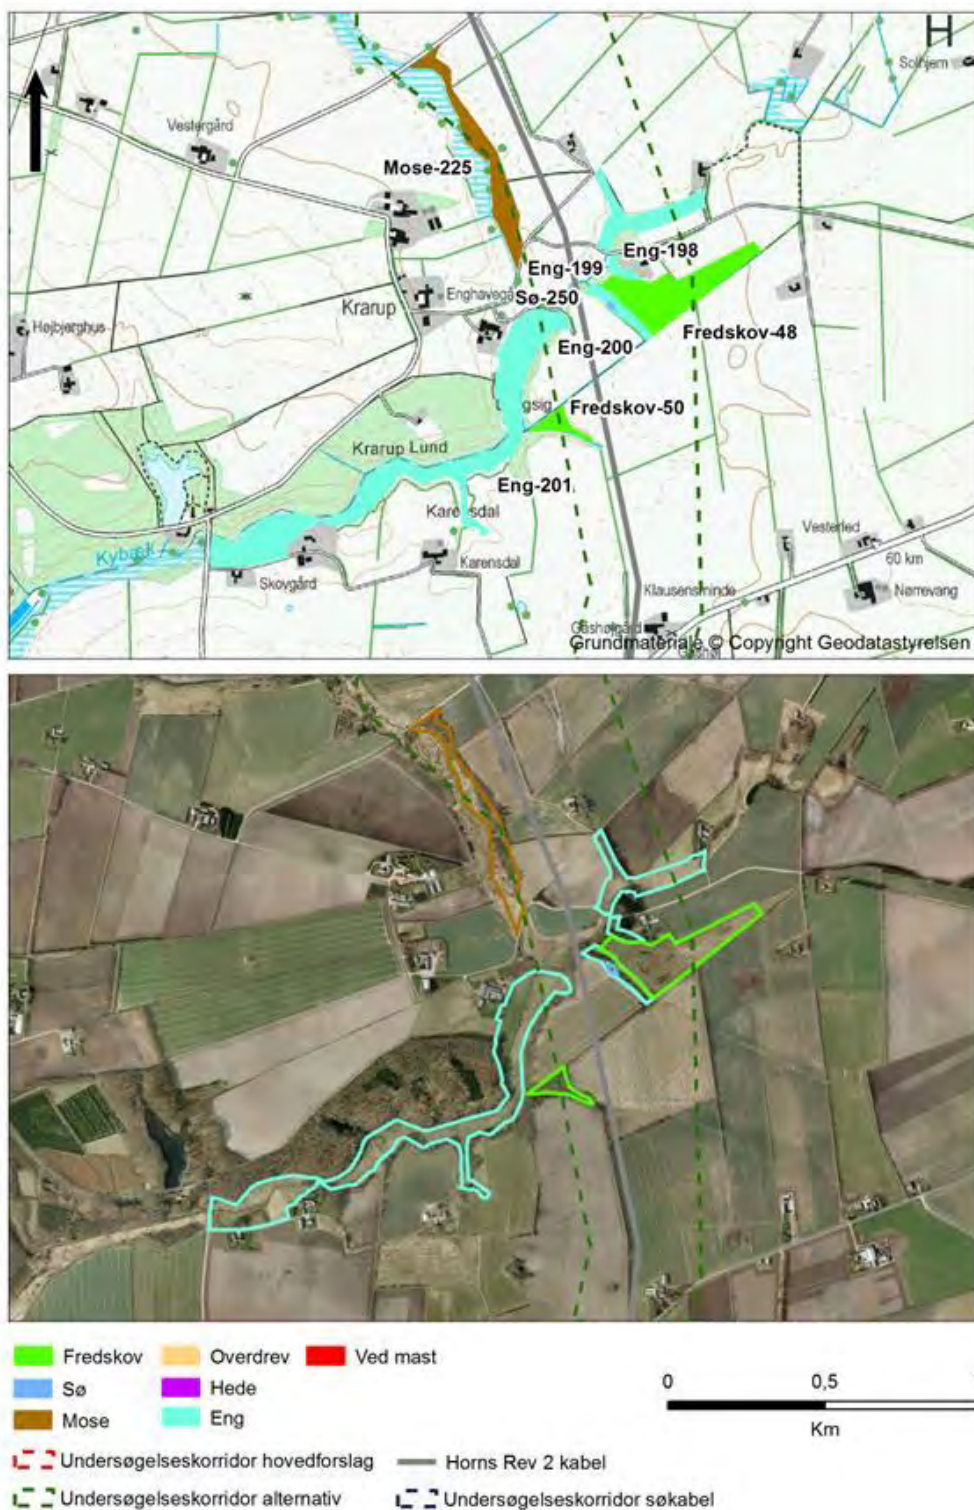 H
Solhjem
Vestergård
Mose-225
Eng-198
Eng-199
Sø-250
Enghavegå
Krarup
Højbjerghus
Eng-200
Fredskov-48
Fredskov-50
Krarup Lund
Eng-201
Karensdal
Kybæk
Skovgård
Karensdal
Vesterled
60 km
Klausensminde
Nørrevang
Gåshøjgård
Grundmateriale © Copyright Geodatastyrelsen
Fredskov
Overdrev
Ved mast
Sø
Hede
Mose
Eng
0
0,5
1
Km
Undersøgelseskorridor hovedforslag
Horns Rev 2 kabel
Undersøgelseskorridor alternativ
Undersøgelseskorridor søkabel